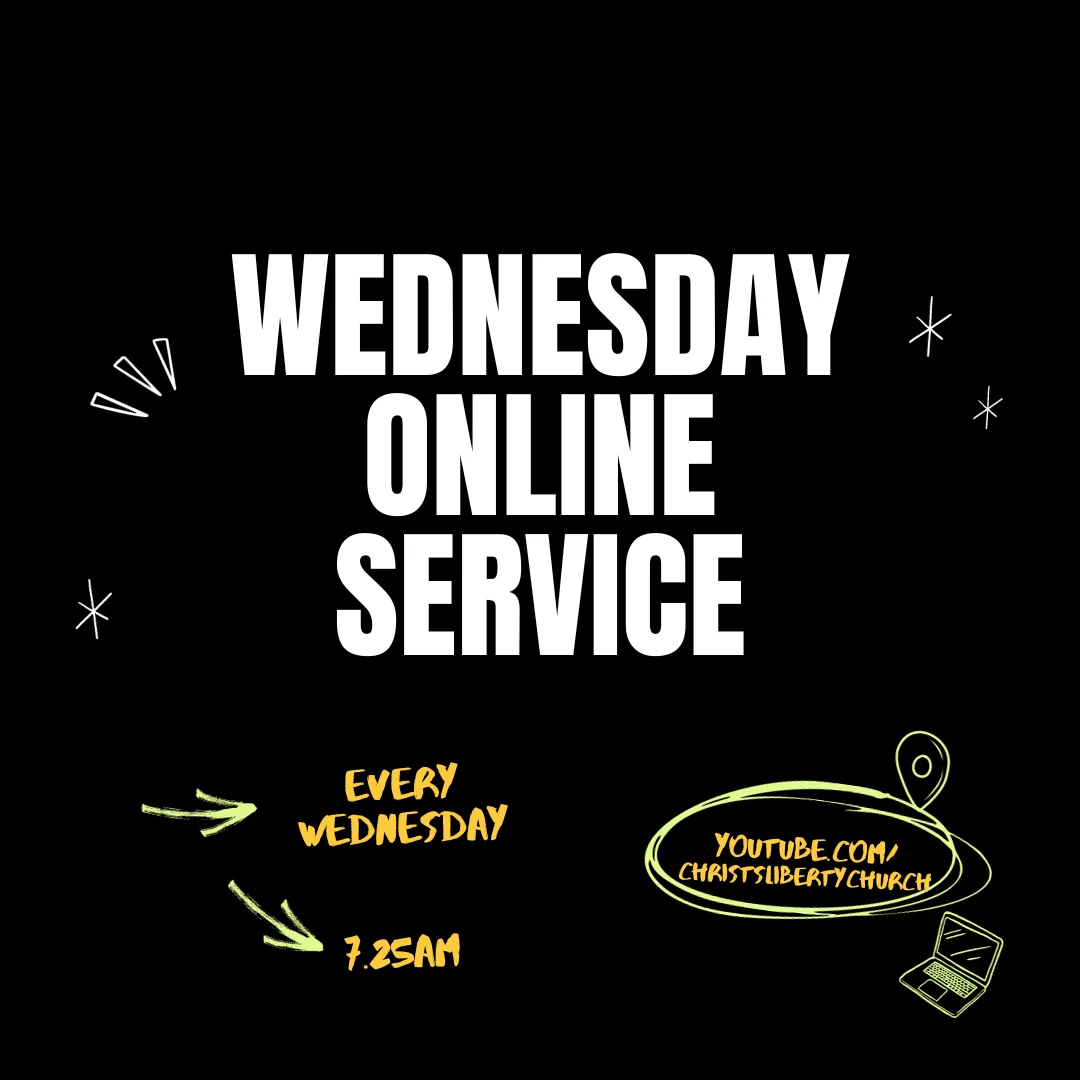 WEDNESDAY
ONLINE
SERVICE
EVERY
WEDNESDAY
7.25AM
YOUTUBE.COM/
CHRISTSLIBERTYCHURCH